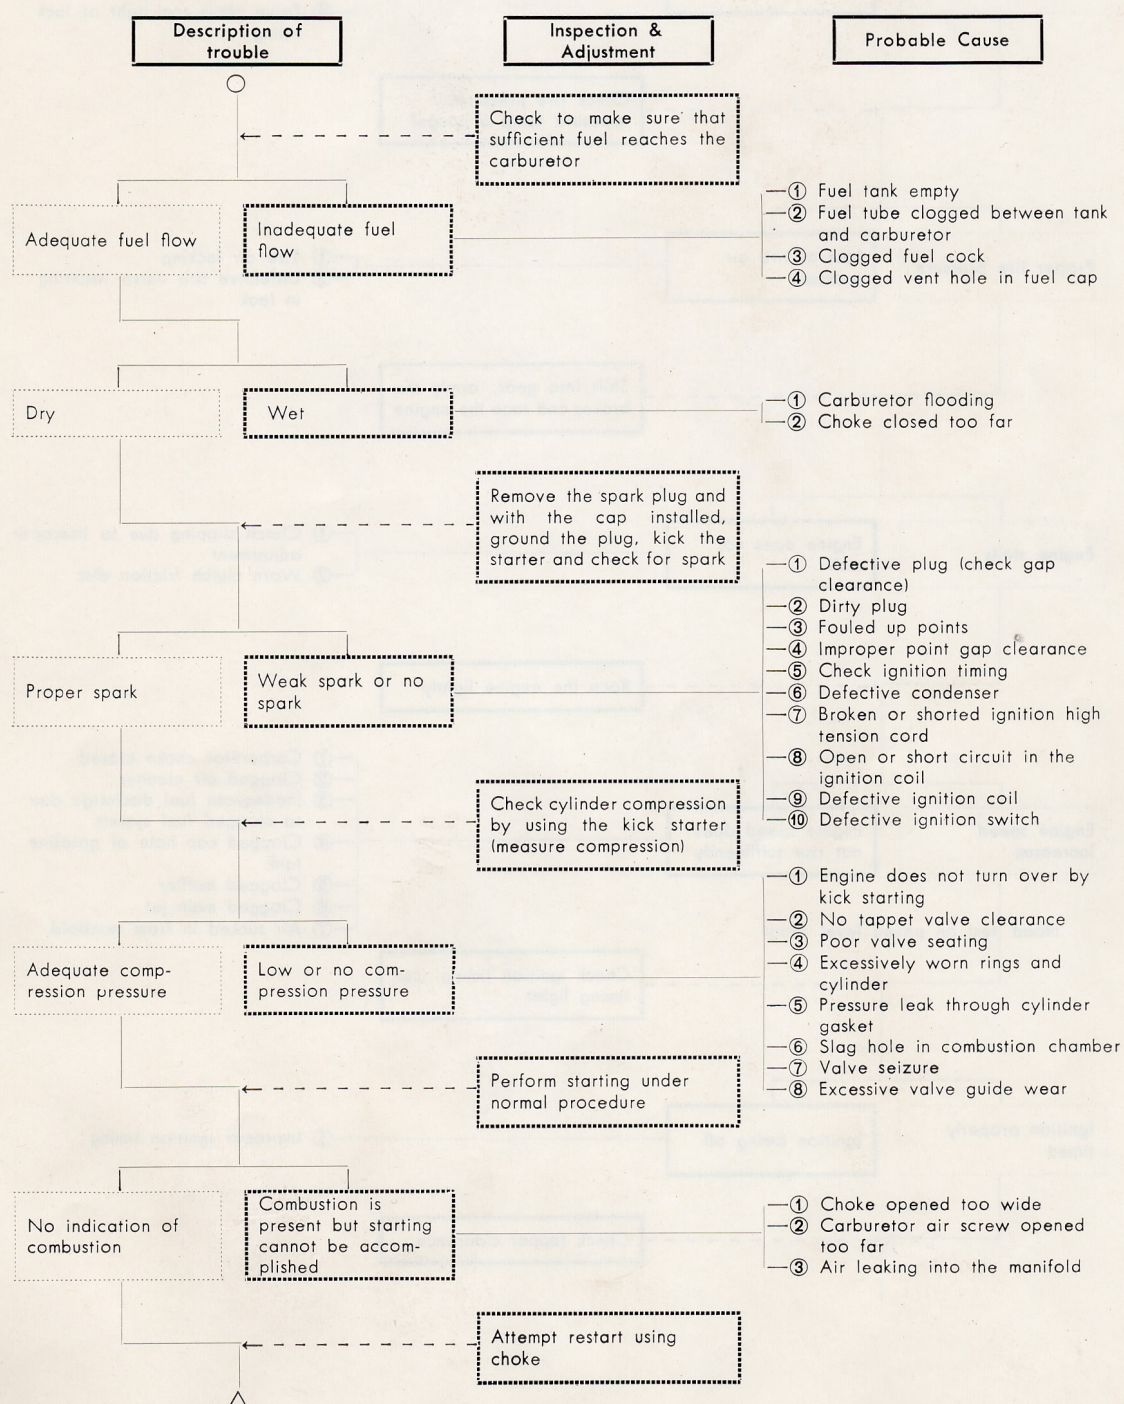 Description of
trouble
Inspection &
Adjustment
Probable Cause
Check to make sure that
sufficient fuel reaches the
carburetor
Adequate fuel flow
Inadequate fuel
flow
① Fuel tank empty
② Fuel tube clogged between tank
and carburetor
③ Clogged fuel cock
④ Clogged vent hole in fuel cap
Dry
Wet
① Carburetor flooding
② Choke closed too far
Remove the spark plug and
with the cap installed,
ground the plug, kick the
starter and check for spark
Proper spark
Weak spark or no
spark
① Defective plug (check gap
clearance)
② Dirty plug
③ Fouled up points
④ Improper point gap clearance
⑤ Check ignition timing
⑥ Defective condenser
⑦ Broken or shorted ignition high
tension cord
⑧ Open or short circuit in the
ignition coil
⑨ Defective ignition coil
⑩ Defective ignition switch
Check cylinder compression
by using the kick starter
(measure compression)
Adequate comp-
ression pressure
Low or no com-
pression pressure
① Engine does not turn over by
kick starting
② No tappet valve clearance
③ Poor valve seating
④ Excessively worn rings and
cylinder
⑤ Pressure leak through cylinder
gasket
⑥ Slag hole in combustion chamber
⑦ Valve seizure
⑧ Excessive valve guide wear
Perform starting under
normal procedure
No indication of
combustion
Combustion is
present but starting
cannot be accom-
plished
① Choke opened too wide
② Carburetor air screw opened
too far
③ Air leaking into the manifold
Attempt restart using
choke